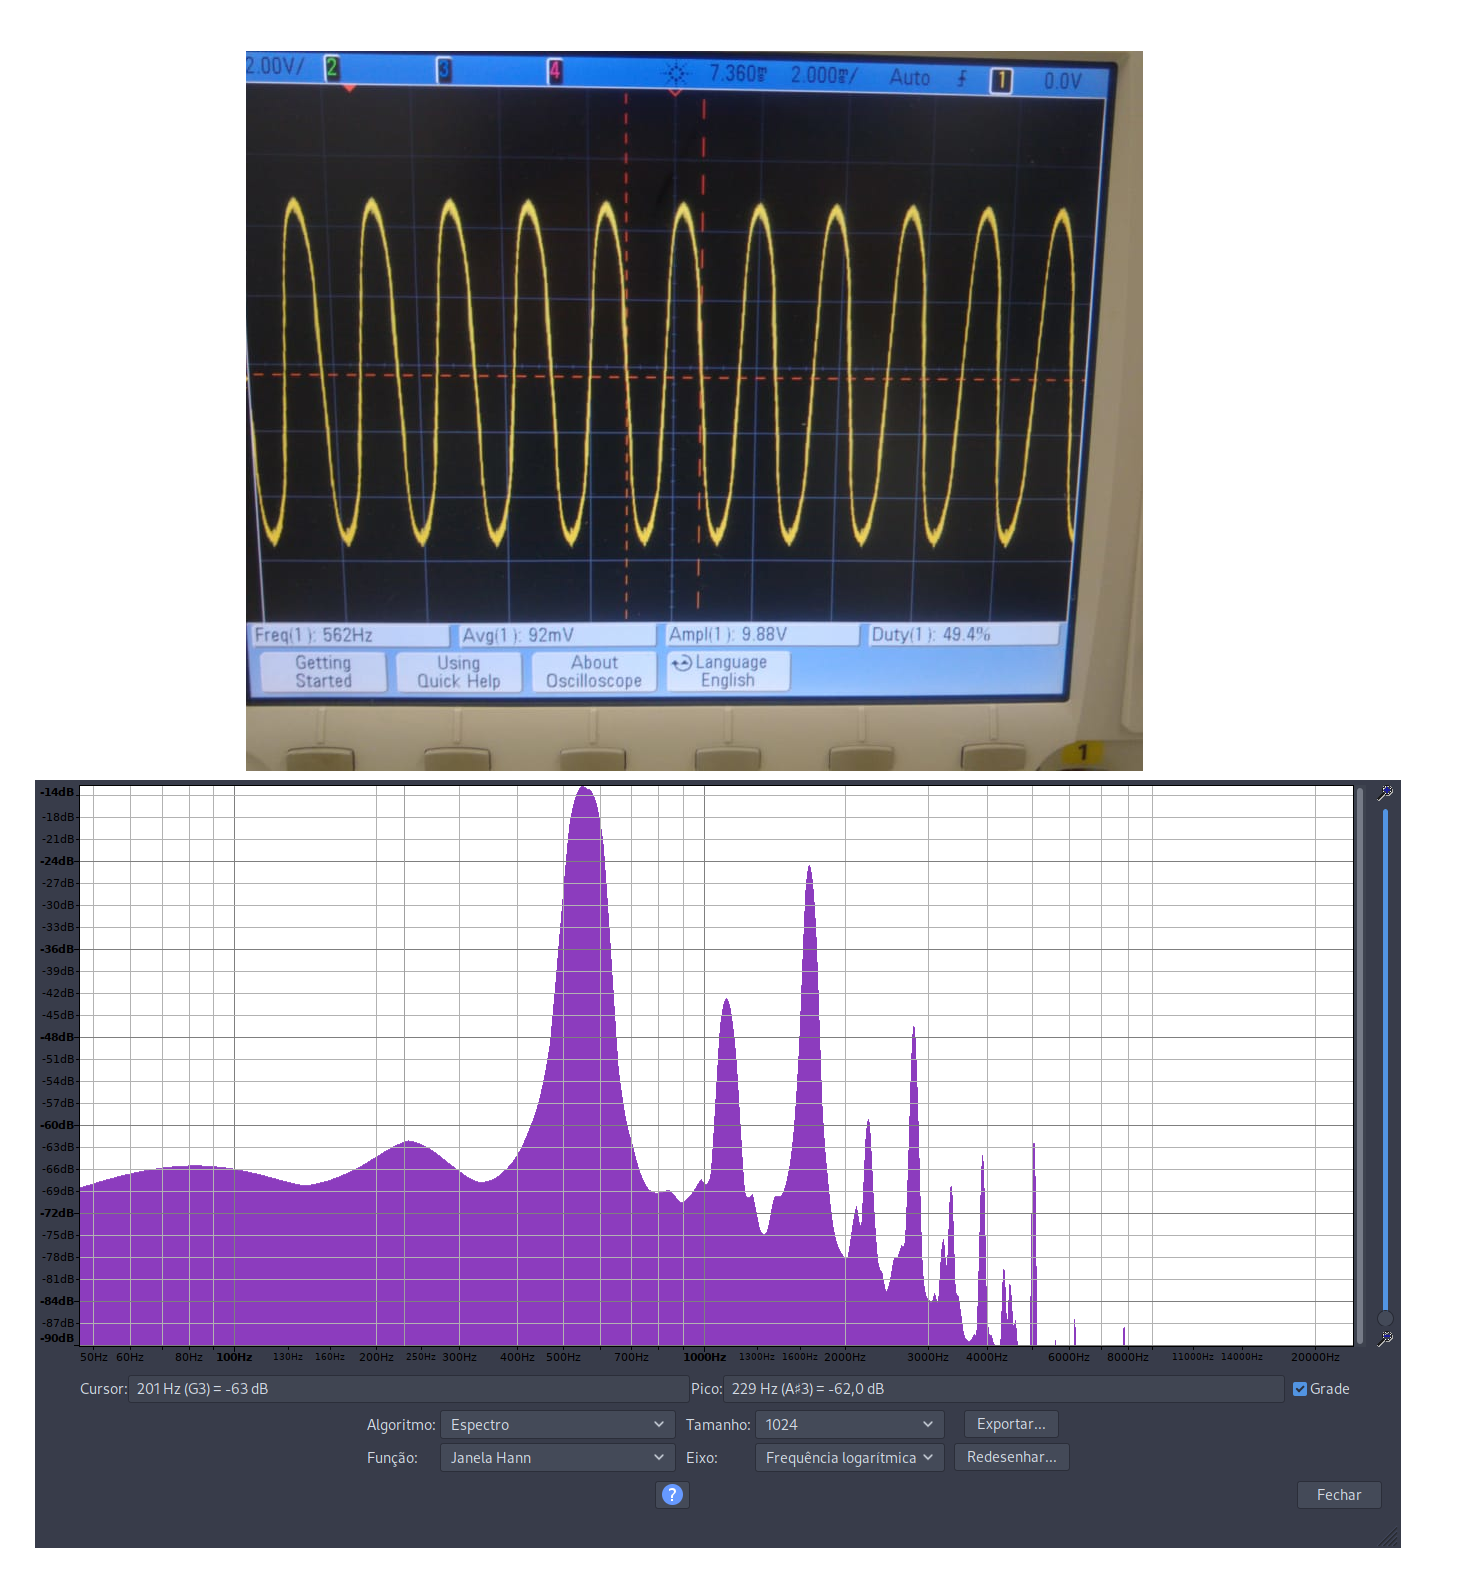 2.00V/ 2 3 4 7.360ms 2.000ms/ Auto 1 0.0V
Freq(1): 562Hz Avg(1): 92mV Ampl(1): 9.88V Duty(1): 49.4%
Getting Started Using Quick Help About Oscilloscope Language English
1
-14dB
-18dB
-21dB
-24dB
-27dB
-30dB
-33dB
-36dB
-39dB
-42dB
-45dB
-48dB
-51dB
-54dB
-57dB
-60dB
-63dB
-66dB
-69dB
-72dB
-75dB
-78dB
-81dB
-84dB
-87dB
-90dB
50Hz 60Hz 80Hz 100Hz 130Hz 160Hz 200Hz 250Hz 300Hz 400Hz 500Hz 700Hz 1000Hz 1300Hz 1600Hz 2000Hz 3000Hz 4000Hz 6000Hz 8000Hz 11000Hz 14000Hz 20000Hz
Cursor: 201 Hz (G3) = -63 dB Pico: 229 Hz (A♯3) = -62,0 dB Grade
Algoritmo: Espectro Tamanho: 1024 Exportar...
Função: Janela Hann Eixo: Frequência logarítmica Redesenhar...
? Fechar